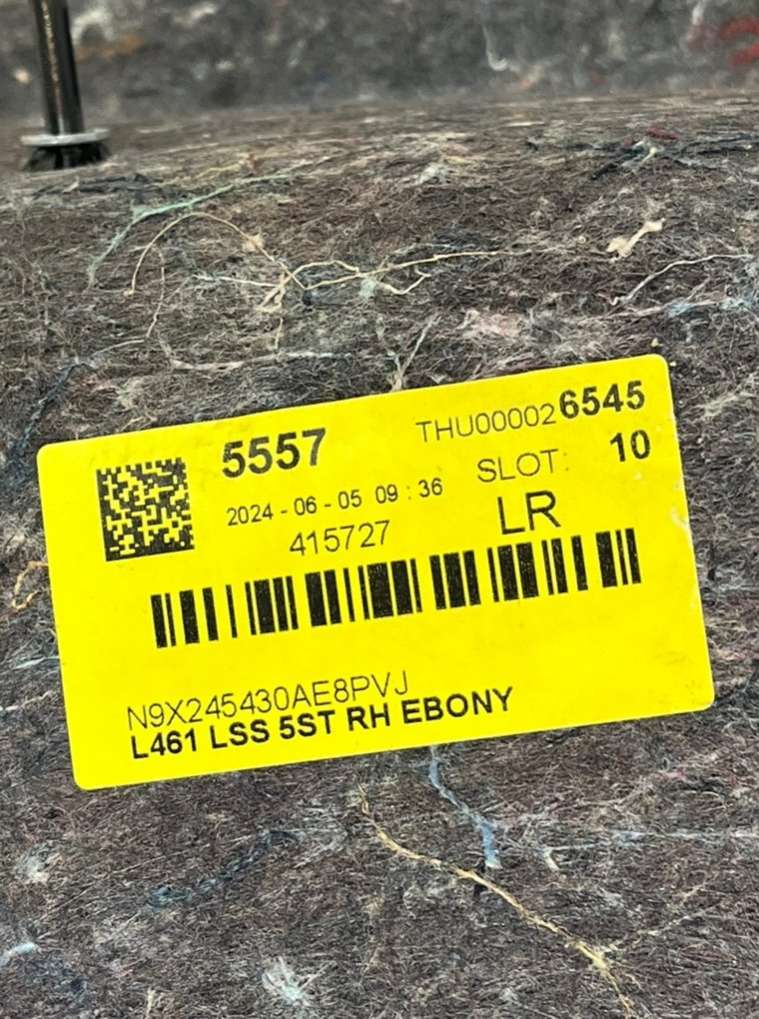 5557
THU000026545
2024 - 06 - 05 09 : 36
SLOT: 10
415727
LR
N9X245430AE8PVJ
L461 LSS 5ST RH EBONY